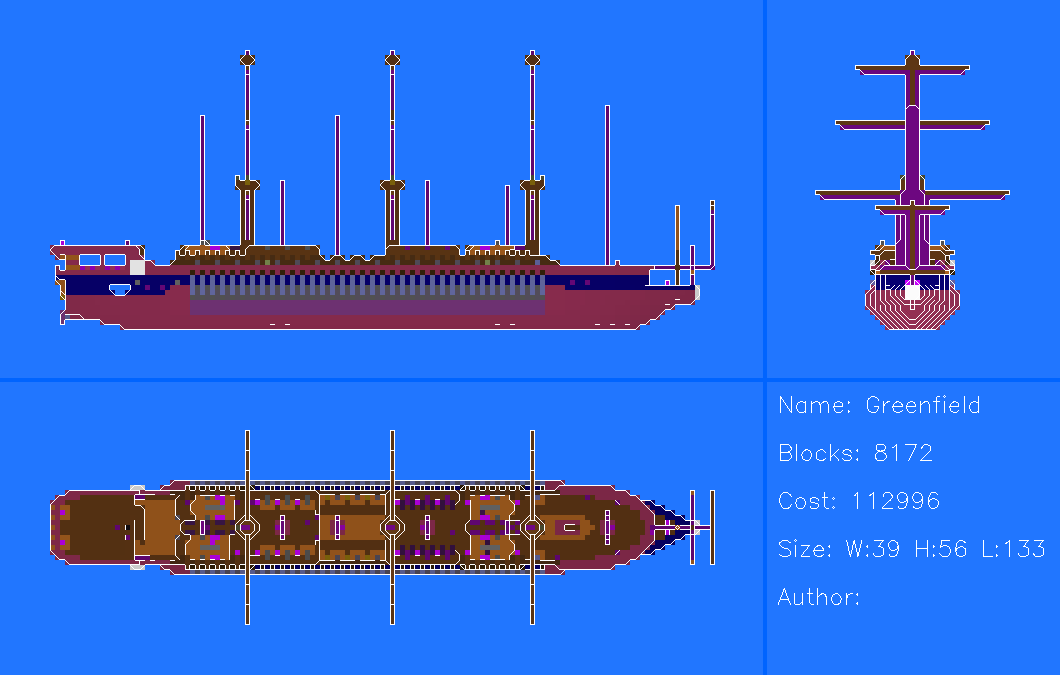 Name: Greenfield
Blocks: 8172
Cost: 112996
Size: W:39 H:56 L:133
Author: